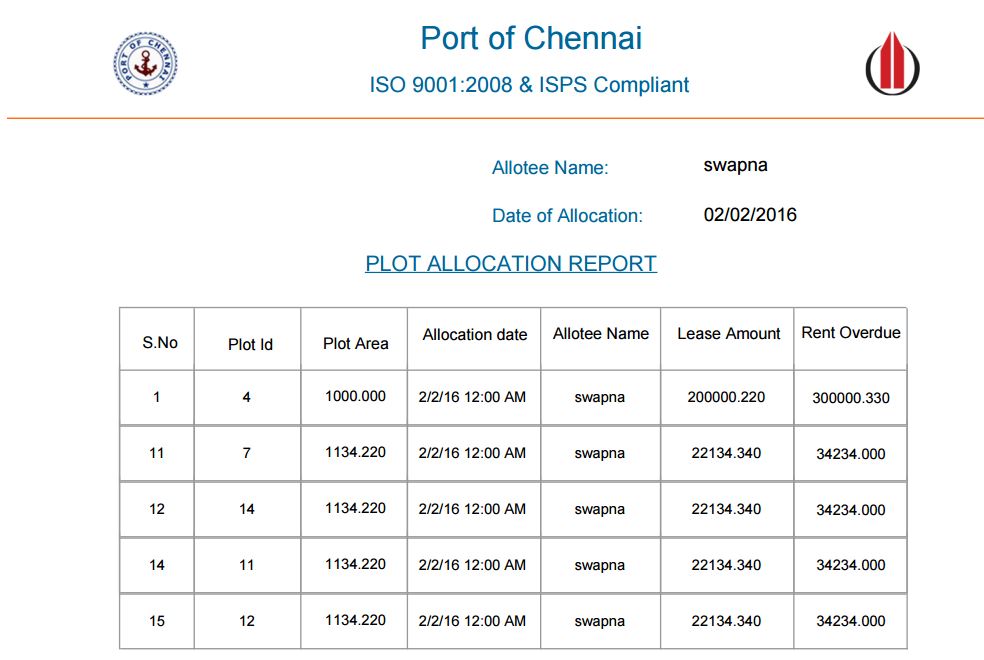 Port of Chennai
PORT OF CHENNAI
ISO 9001:2008 & ISPS Compliant
Allotee Name: swapna
Date of Allocation: 02/02/2016
PLOT ALLOCATION REPORT
S.No Plot Id Plot Area Allocation date Allotee Name Lease Amount Rent Overdue
1 4 1000.000 2/2/16 12:00 AM swapna 200000.220 300000.330
11 7 1134.220 2/2/16 12:00 AM swapna 22134.340 34234.000
12 14 1134.220 2/2/16 12:00 AM swapna 22134.340 34234.000
14 11 1134.220 2/2/16 12:00 AM swapna 22134.340 34234.000
15 12 1134.220 2/2/16 12:00 AM swapna 22134.340 34234.000